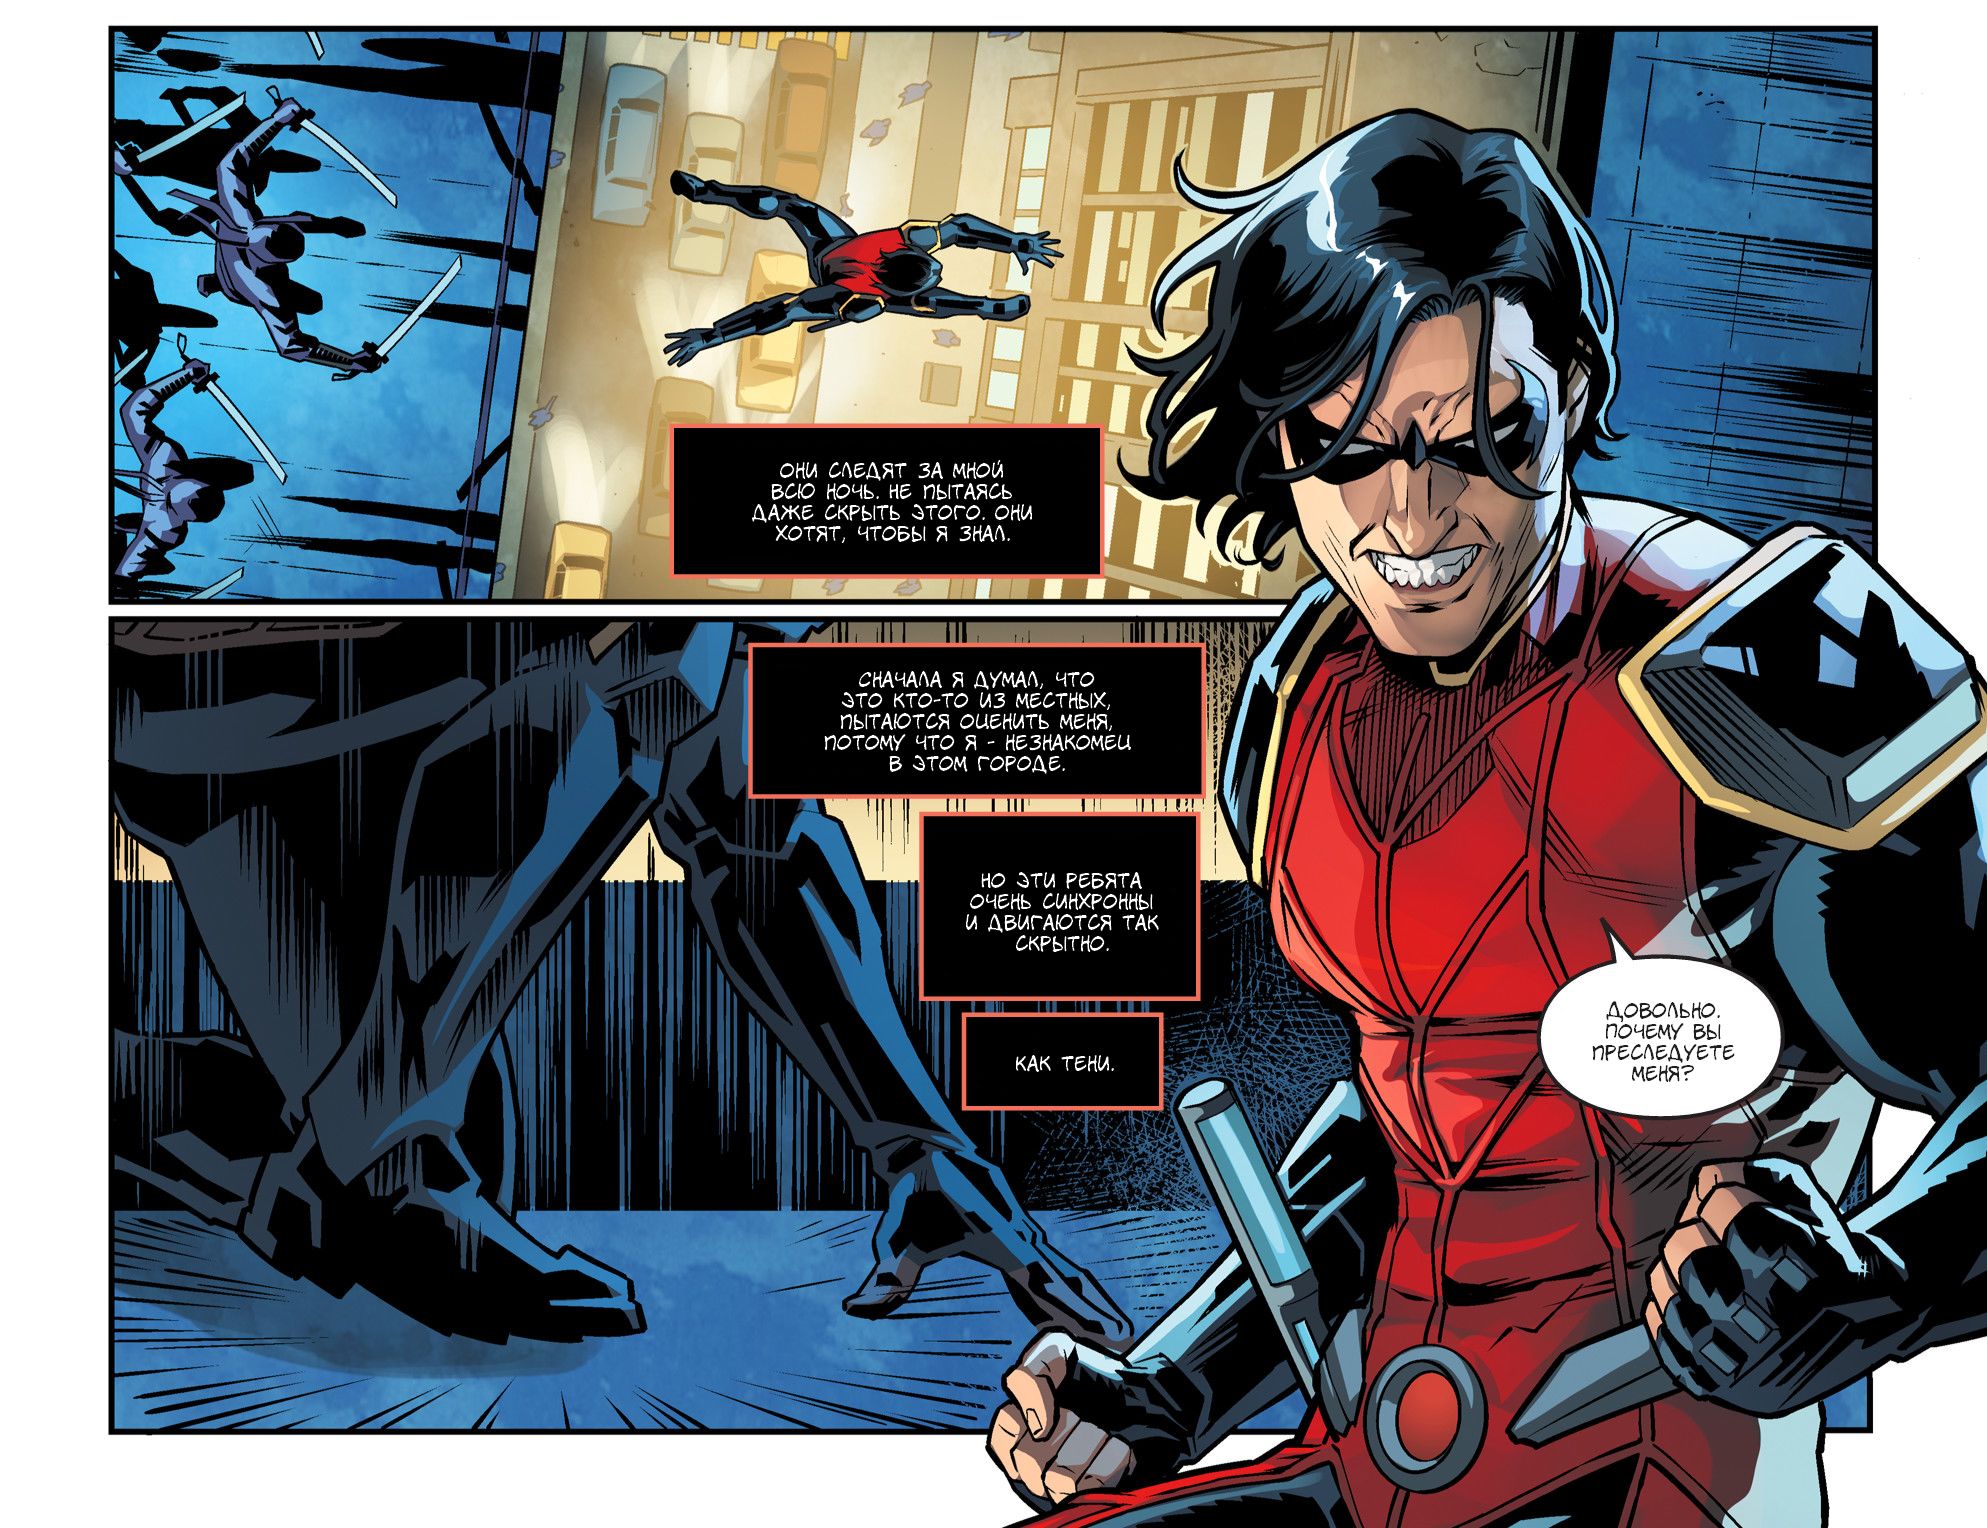 ОНИ СЛЕДЯТ ЗА МНОЙ
ВСЮ НОЧЬ. НЕ ПЫТАЯСЬ
ДАЖЕ СКРЫТЬ ЭТОГО. ОНИ
ХОТЯТ, ЧТОБЫ Я ЗНАЛ.
СНАЧАЛА Я ДУМАЛ, ЧТО
ЭТО КТО-ТО ИЗ МЕСТНЫХ,
ПЫТАЮТСЯ ОЦЕНИТЬ МЕНЯ,
ПОТОМУ ЧТО Я - НЕЗНАКОМЕЦ
В ЭТОМ ГОРОДЕ.
НО ЭТИ РЕБЯТА
ОЧЕНЬ СИНХРОННЫ
И ДВИГАЮТСЯ ТАК
СКРЫТНО.
КАК ТЕНИ.
ДОВОЛЬНО.
ПОЧЕМУ ВЫ
ПРЕСЛЕДУЕТЕ
МЕНЯ?